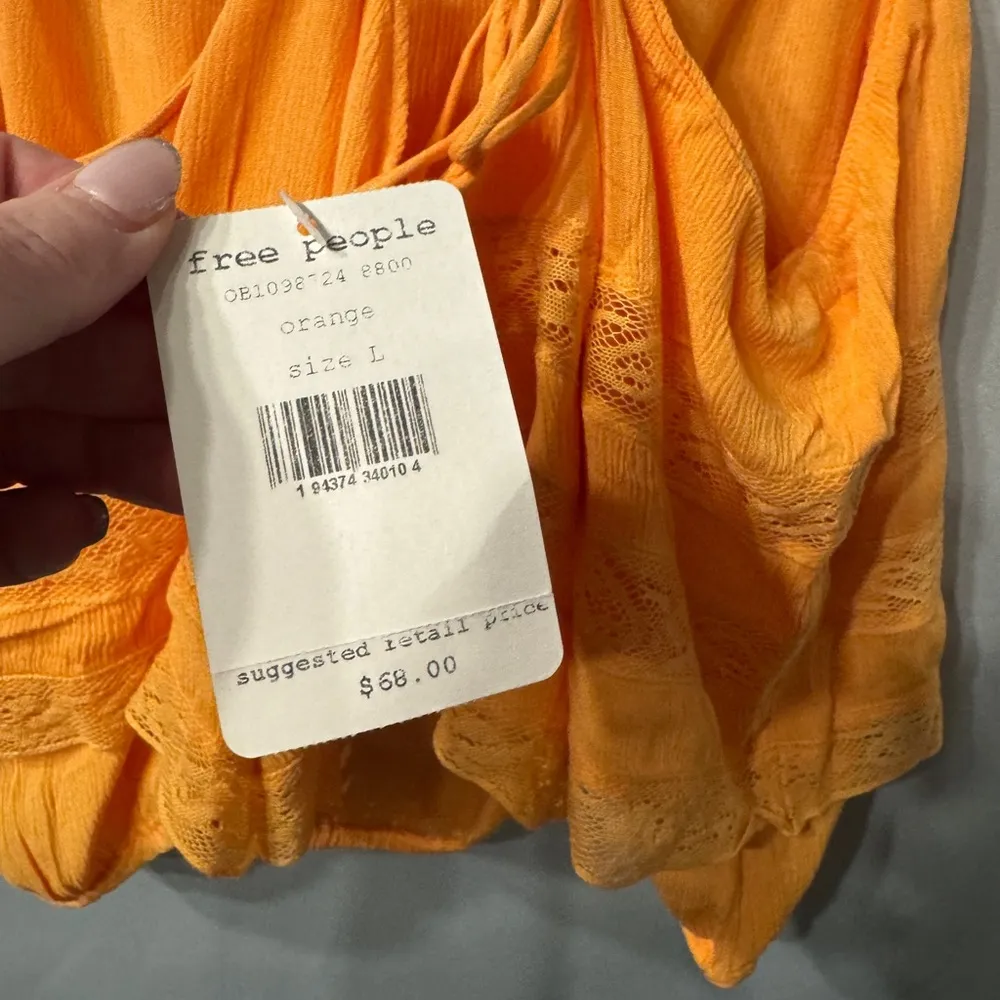 free people
OB1098724 8800
orange
size L
1 94374 34010 4
suggested retail price
$68.00